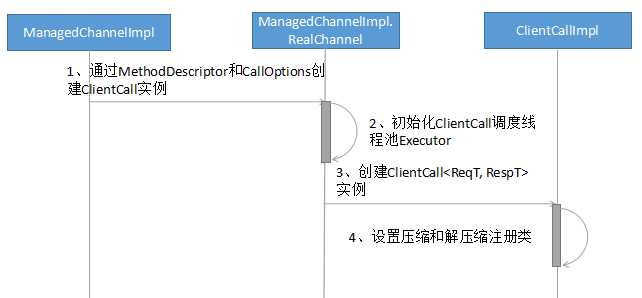 ManagedChannelImpl
ManagedChannelImpl.
RealChannel
ClientCallImpl
1、通过MethodDescriptor和CallOptions创
建ClientCall实例
2、初始化ClientCall调度线
程池Executor
3、创建ClientCall<ReqT, RespT>
实例
4、设置压缩和解压缩注册类